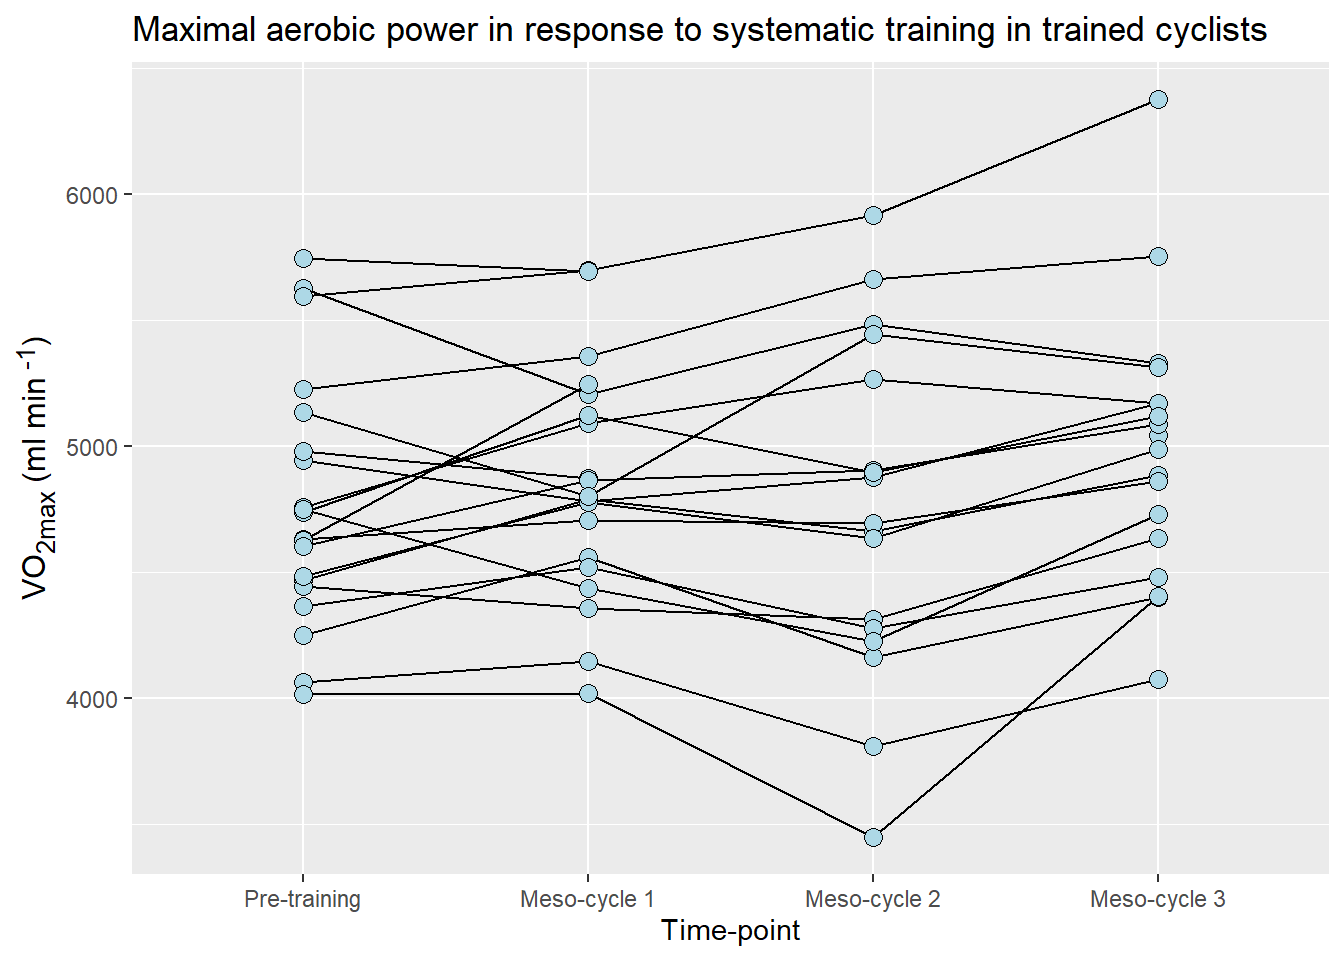 Maximal aerobic power in response to systematic training in trained cyclists
VO2max (ml min -1)
6000
5000
4000
Pre-training Meso-cycle 1 Meso-cycle 2 Meso-cycle 3
Time-point